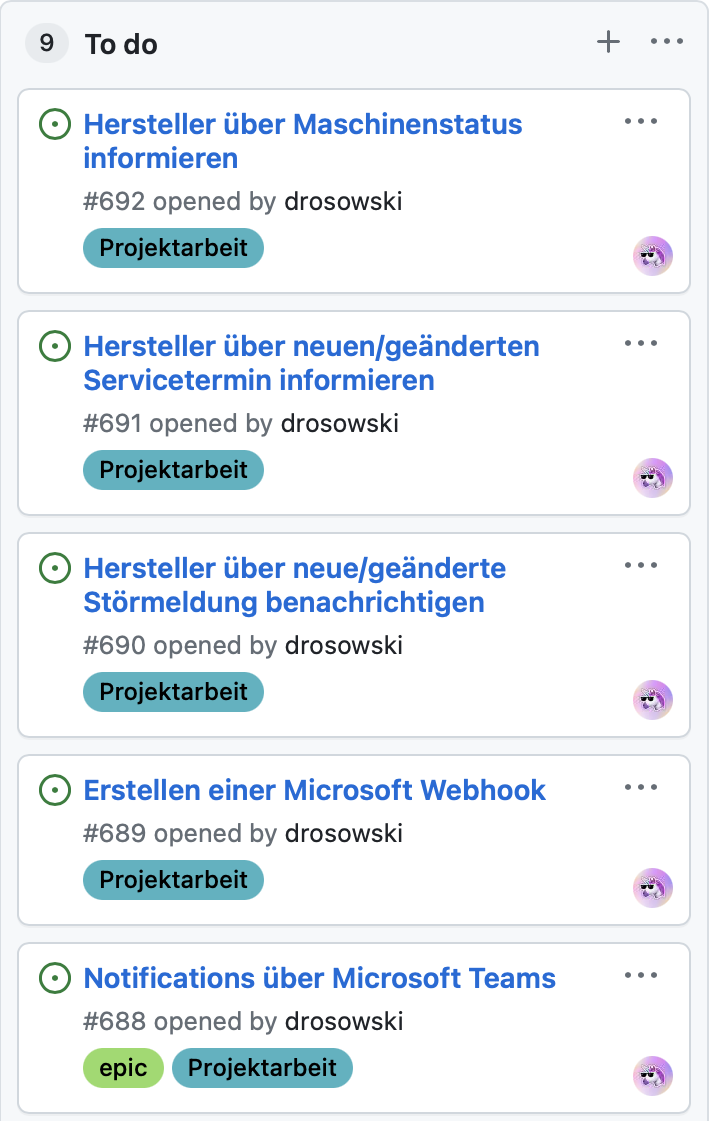 9 To do
Hersteller über Maschinenstatus
informieren
#692 opened by drosowski
Projektarbeit
Hersteller über neuen/geänderten
Servicetermin informieren
#691 opened by drosowski
Projektarbeit
Hersteller über neue/geänderte
Störmeldung benachrichtigen
#690 opened by drosowski
Projektarbeit
Erstellen einer Microsoft Webhook
#689 opened by drosowski
Projektarbeit
Notifications über Microsoft Teams
#688 opened by drosowski
epic Projektarbeit